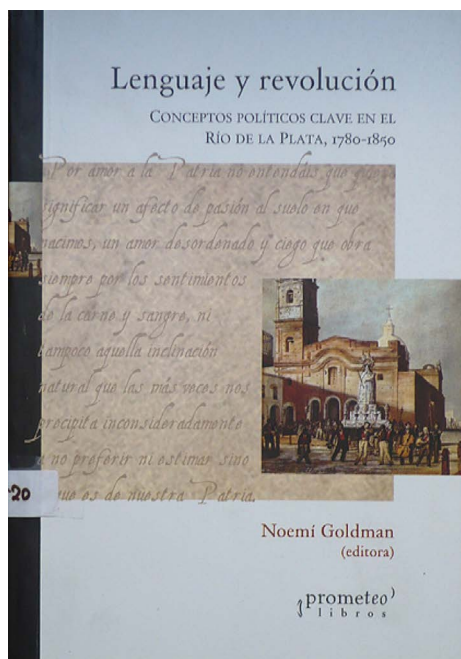 Lenguaje y revolución
CONCEPTOS POLÍTICOS CLAVE EN EL
RÍO DE LA PLATA, 1780-1850
Por amor a la Patria no entendáis que quiero
significar un afecto de pasión al suelo en que
nacimos, un amor desordenado y ciego que obra
siempre por los sentimientos
de la carne y sangre, ni
tampoco aquella inclinación
natural que las más veces nos
precipita inconsideradamente
a no preferir ni estimar sino
que es de nuestra Patria.
20
Noemí Goldman
(editora)
prometeo
libros